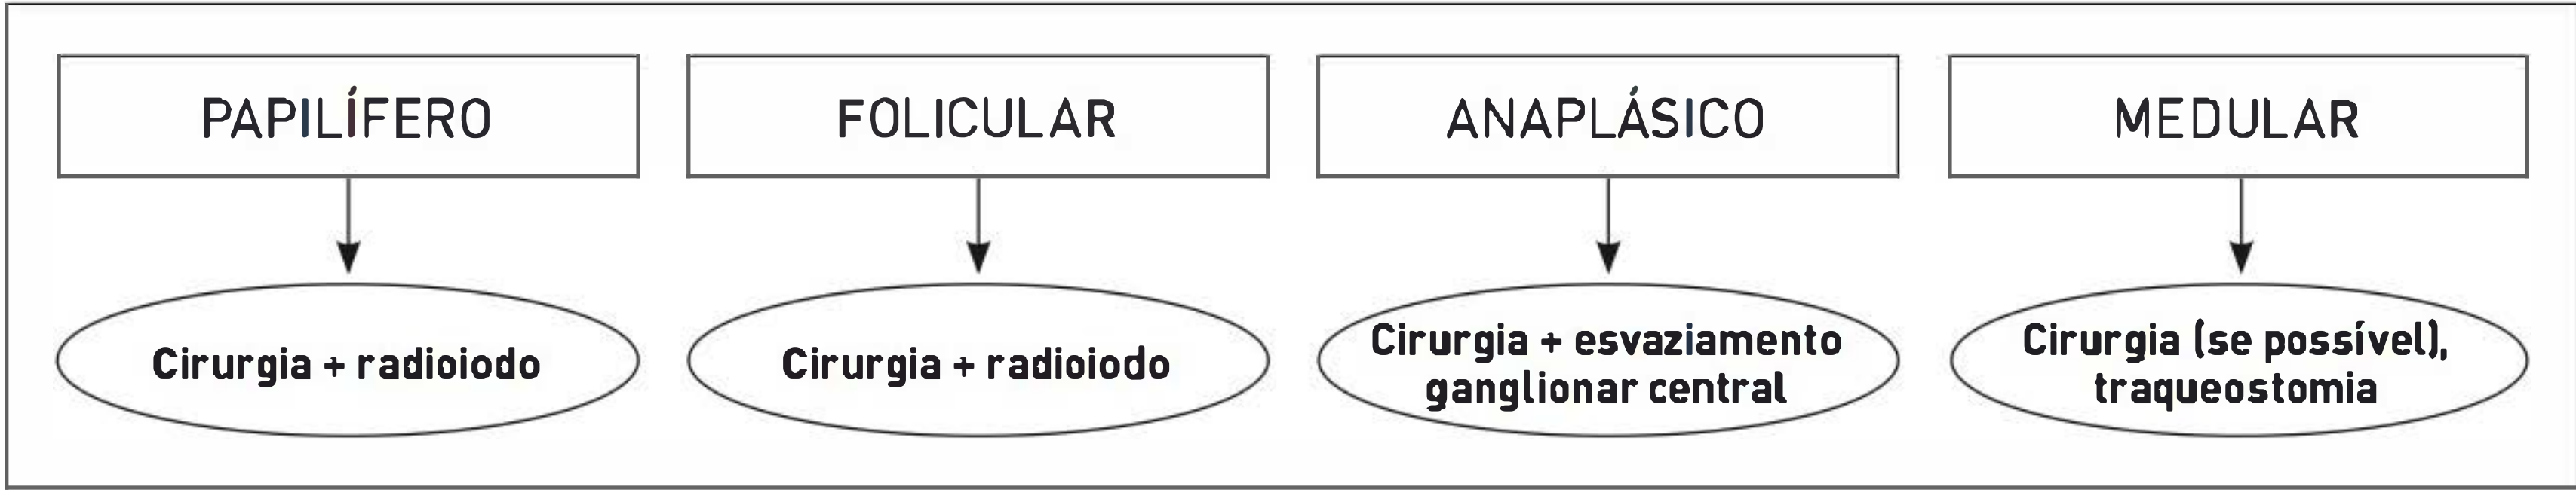 PAPILÍFERO
FOLICULAR
ANAPLÁSICO
MEDULAR
Cirurgia + radioiodo
Cirurgia + radioiodo
Cirurgia + esvaziamento
ganglionar central
Cirurgia (se possível),
traqueostomia